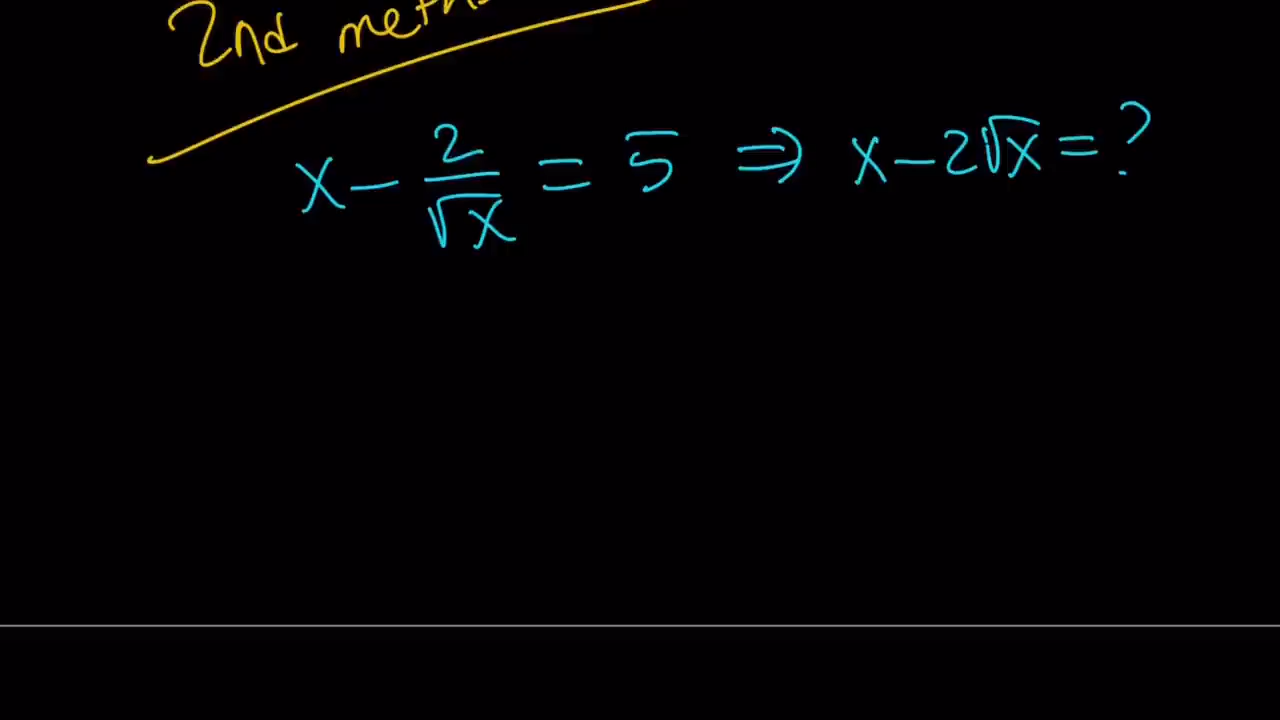 2nd
x - 2/√x = 5 ⇒ x - 2√x = ?